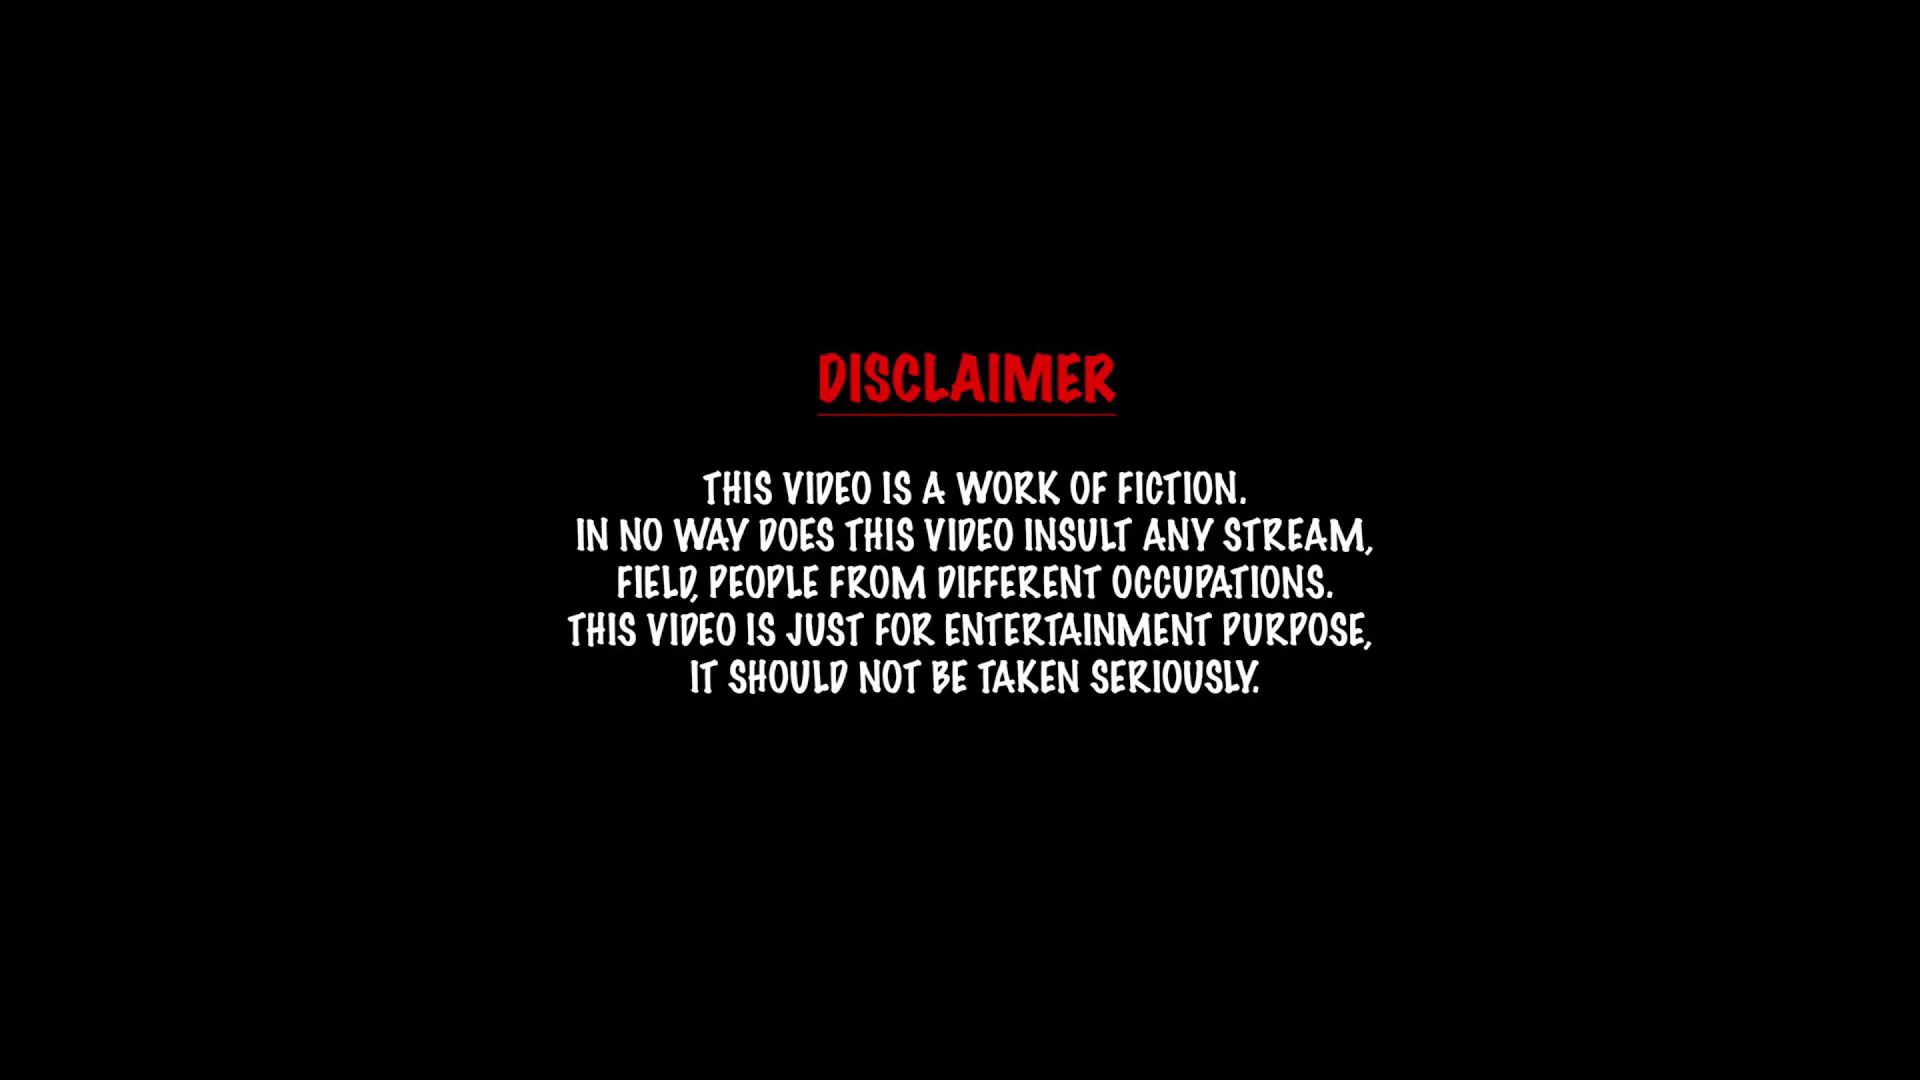 DISCLAIMER
THIS VIDEO IS A WORK OF FICTION.
IN NO WAY DOES THIS VIDEO INSULT ANY STREAM,
FIELD, PEOPLE FROM DIFFERENT OCCUPATIONS.
THIS VIDEO IS JUST FOR ENTERTAINMENT PURPOSE,
IT SHOULD NOT BE TAKEN SERIOUSLY.